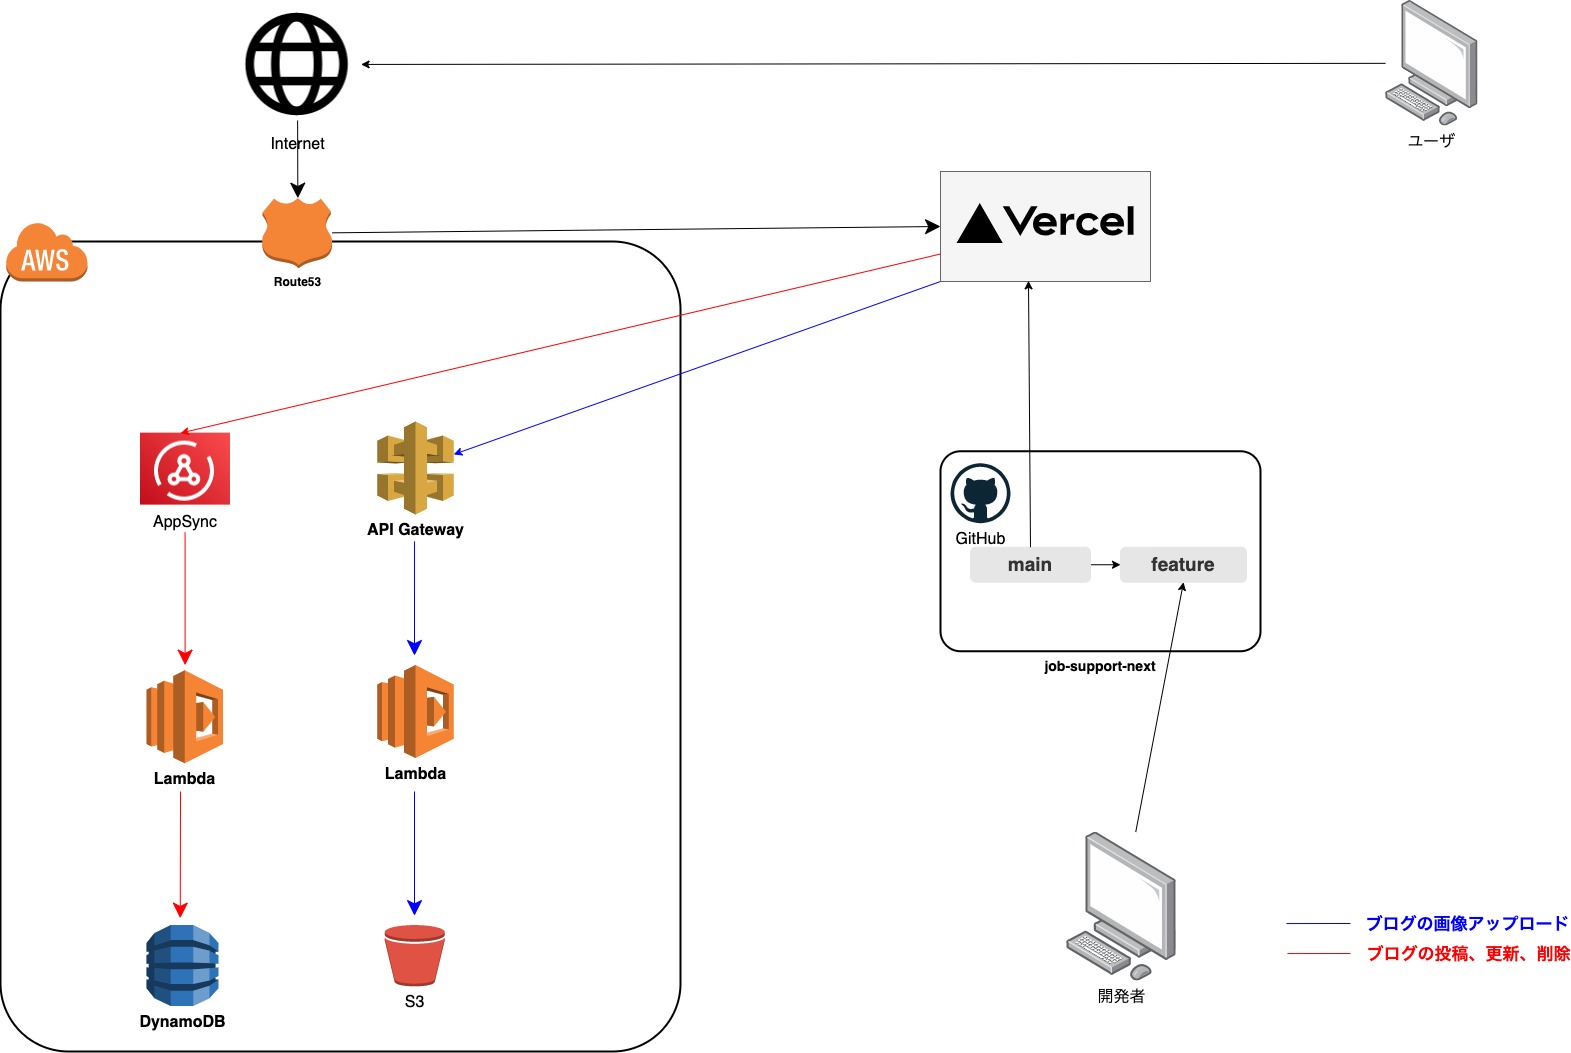 Internet
ユーザ
Vercel
AWS
Route53
AppSync
API Gateway
GitHub
main
feature
job-support-next
Lambda
Lambda
ブログの画像アップロード
ブログの投稿、更新、削除
開発者
S3
DynamoDB